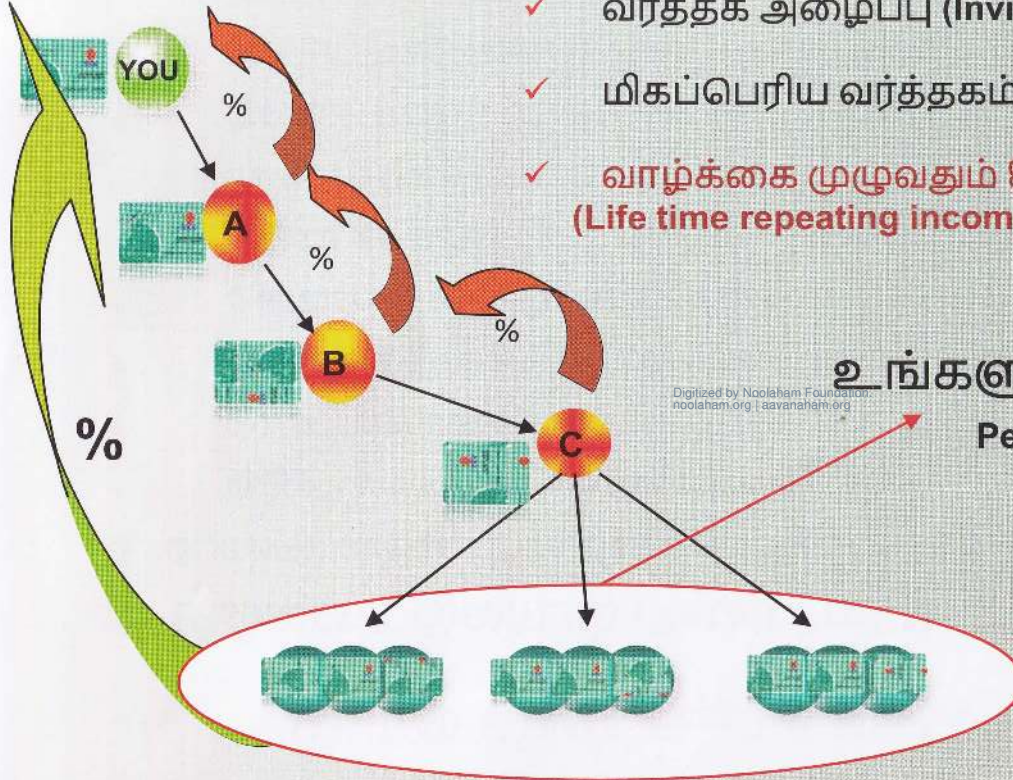 YOU
வர்த்தக அழைப்பு (Invi
%
மிகப்பெரிய வர்த்தகம்
A
வாழ்க்கை முழுவதும்
(Life time repeating incom
%
%
B
உங்களு
Digitized by Noolaham Foundation.
noolaham.org | aavanaham.org
Pe
%
C